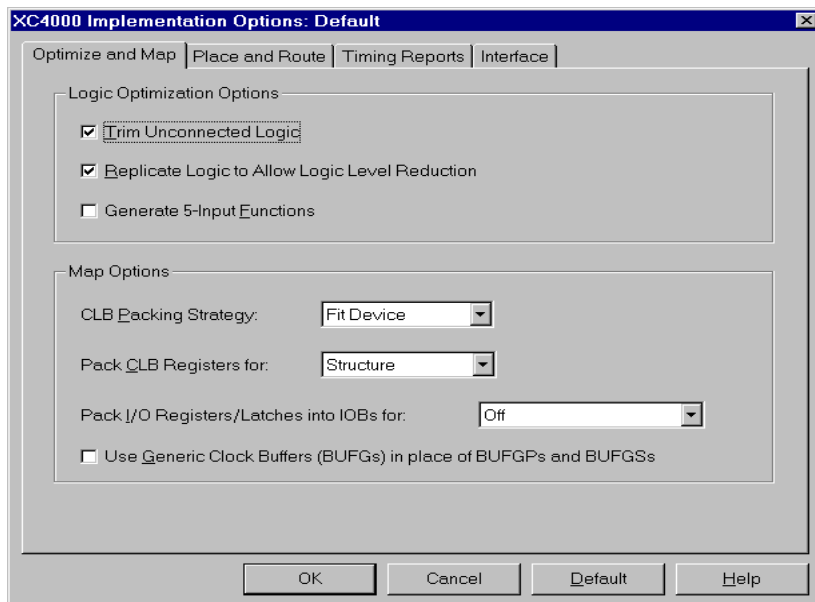 XC4000 Implementation Options: Default
Optimize and Map Place and Route Timing Reports Interface
Logic Optimization Options
Trim Unconnected Logic
Replicate Logic to Allow Logic Level Reduction
Generate 5-Input Functions
Map Options
CLB Packing Strategy: Fit Device
Pack CLB Registers for: Structure
Pack I/O Registers/Latches into IOBs for: Off
Use Generic Clock Buffers (BUFGs) in place of BUFGPs and BUFGSs
OK Cancel Default Help